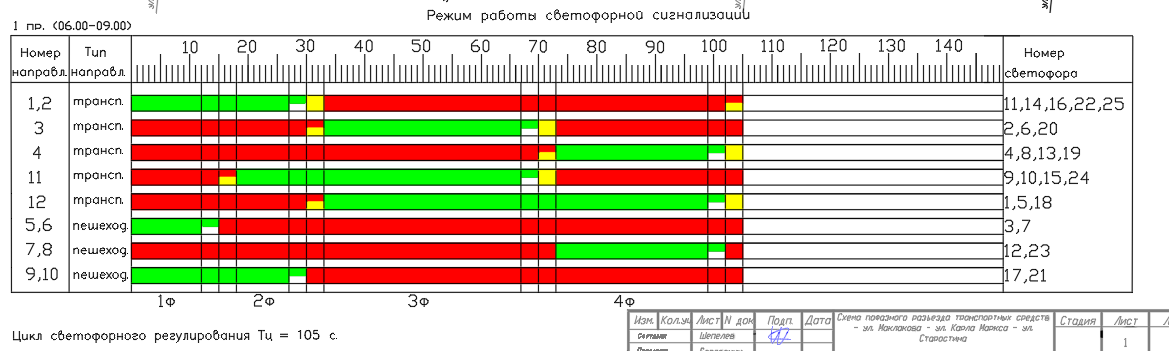 Режим работы светофорной сигнализации
1 пр. (06.00-09.00)
Номер направл. Тип направл. 10 20 30 40 50 60 70 80 90 100 110 120 130 140 Номер светофора
1,2 трансп. 11,14,16,22,25
3 трансп. 2,6,20
4 трансп. 4,8,13,19
11 трансп. 9,10,15,24
12 трансп. 1,5,18
5,6 пешеход. 3,7
7,8 пешеход. 12,23
9,10 пешеход. 17,21
1Ф 2Ф 3Ф 4Ф
Цикл светофорного регулирования Тц = 105 с.
Изм. Кол.уч Лист N док Подп. Дата
Шепелев
Схема пофазного разъезда транспортных средств
- ул. Маклакова - ул. Карла Маркса - ул.
Старостина
Стадия Лист
1